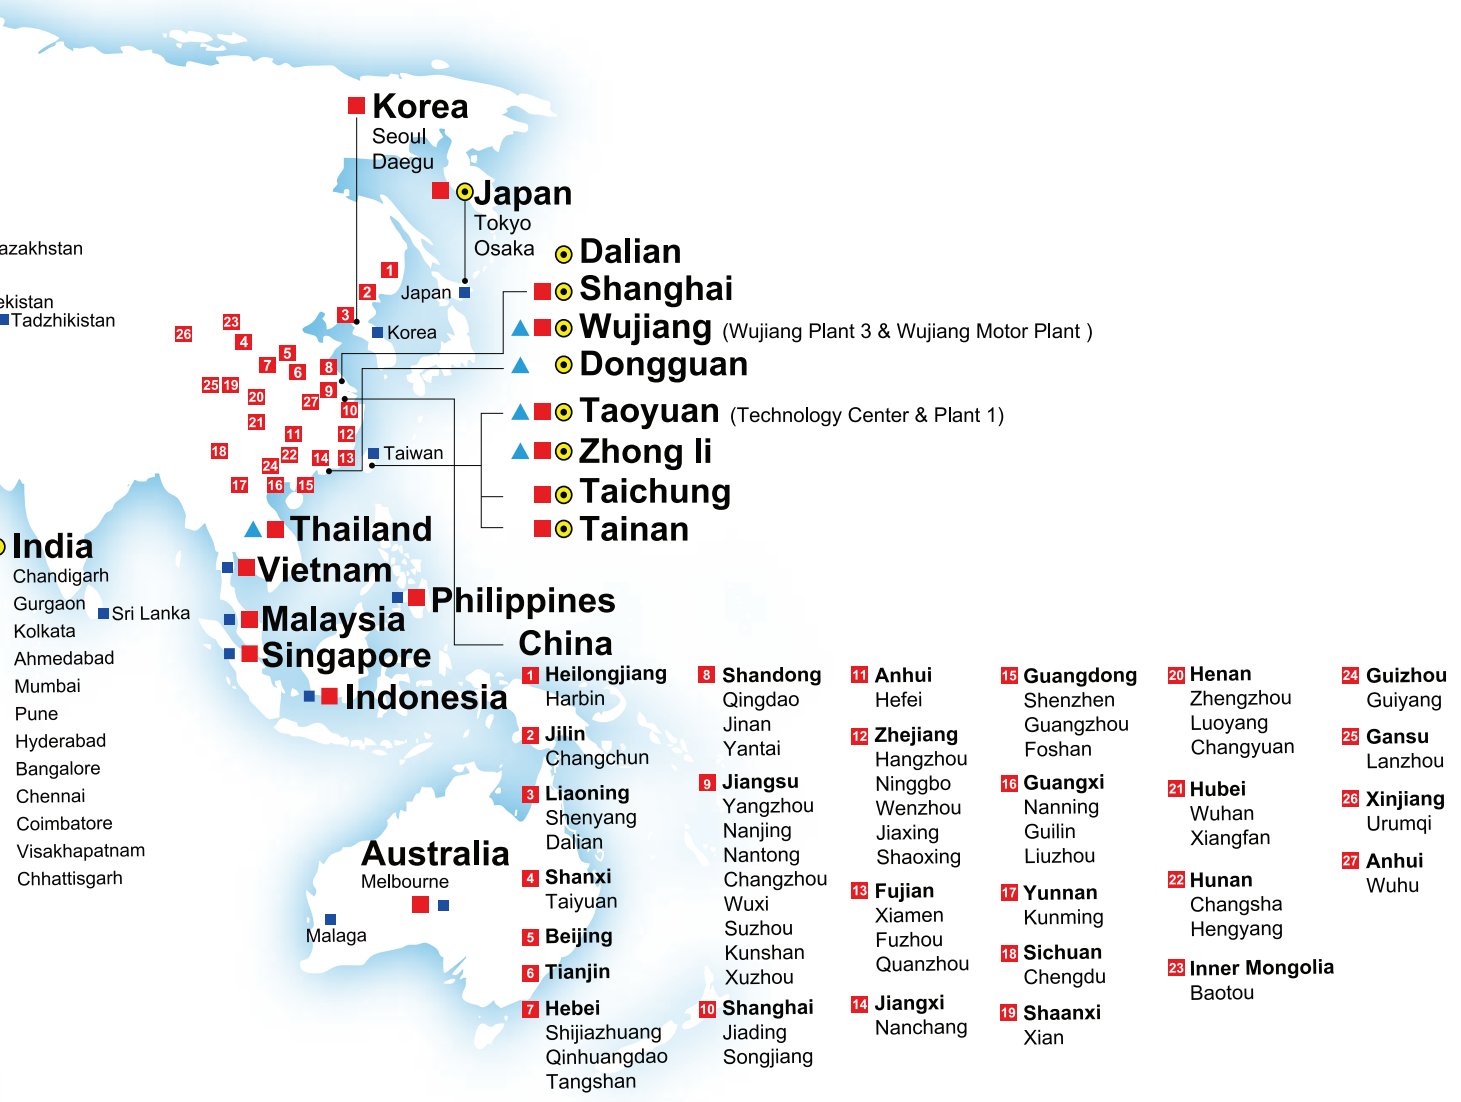 Korea
Seoul
Daegu
Japan
Tokyo
Osaka
azakhstan
ekistan
Tadzhikistan
Dalian
Shanghai
Wujiang (Wujiang Plant 3 & Wujiang Motor Plant )
Dongguan
Taoyuan (Technology Center & Plant 1)
Zhong li
Taichung
Tainan
1
2
Japan
3
Korea
23
26
4
5
7
6
8
25 19
20
9
27
10
21
11
12
18
22
24
14
13
Taiwan
17
16
15
Thailand
Vietnam
Malaysia
Singapore
Indonesia
Philippines
India
Chandigarh
Gurgaon
Kolkata
Ahmedabad
Mumbai
Pune
Hyderabad
Bangalore
Chennai
Coimbatore
Visakhapatnam
Chhattisgarh
Sri Lanka
Australia
Melbourne
Malaga
China
1 Heilongjiang
Harbin
2 Jilin
Changchun
3 Liaoning
Shenyang
Dalian
4 Shanxi
Taiyuan
5 Beijing
6 Tianjin
7 Hebei
Shijiazhuang
Qinhuangdao
Tangshan
8 Shandong
Qingdao
Jinan
Yantai
9 Jiangsu
Yangzhou
Nanjing
Nantong
Changzhou
Wuxi
Suzhou
Kunshan
Xuzhou
10 Shanghai
Jiading
Songjiang
11 Anhui
Hefei
12 Zhejiang
Hangzhou
Ninggbo
Wenzhou
Jiaxing
Shaoxing
13 Fujian
Xiamen
Fuzhou
Quanzhou
14 Jiangxi
Nanchang
15 Guangdong
Shenzhen
Guangzhou
Foshan
16 Guangxi
Nanning
Guilin
Liuzhou
17 Yunnan
Kunming
18 Sichuan
Chengdu
19 Shaanxi
Xian
20 Henan
Zhengzhou
Luoyang
Changyuan
21 Hubei
Wuhan
Xiangfan
22 Hunan
Changsha
Hengyang
23 Inner Mongolia
Baotou
24 Guizhou
Guiyang
25 Gansu
Lanzhou
26 Xinjiang
Urumqi
27 Anhui
Wuhu